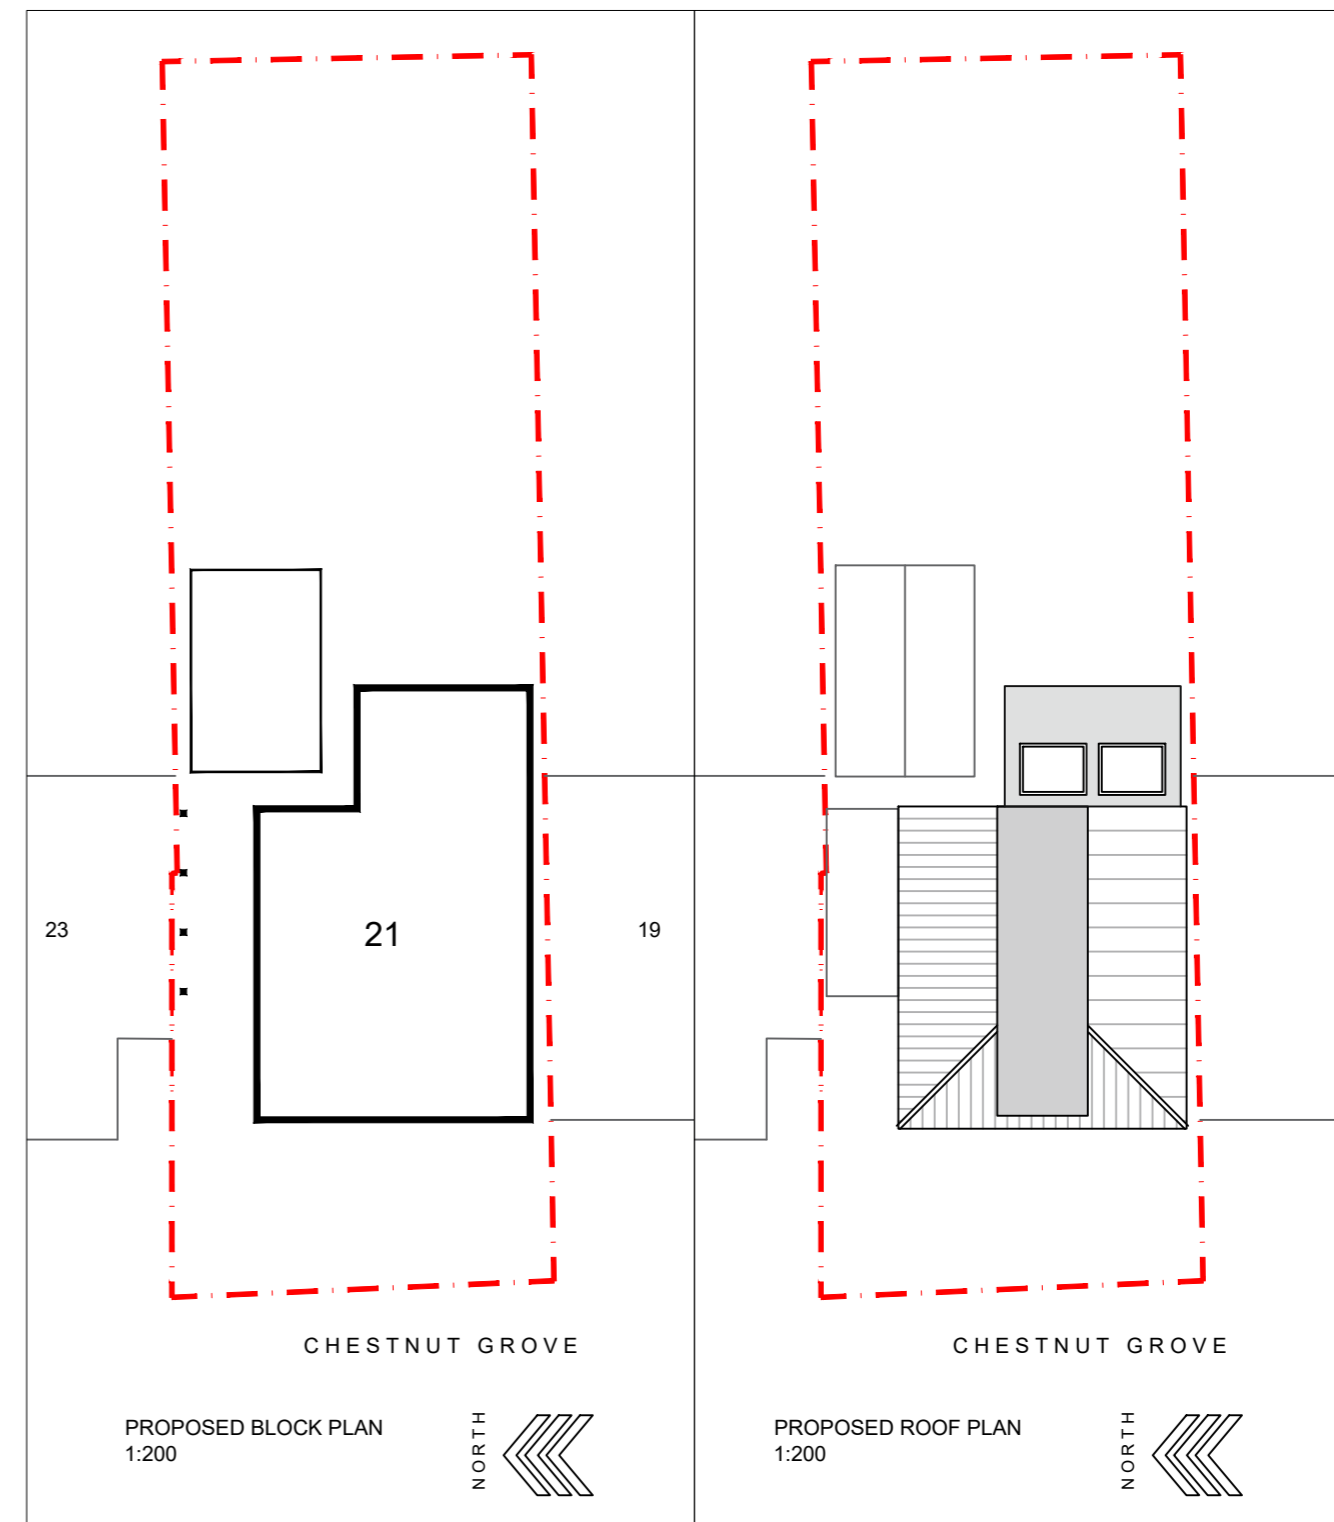 23
21
19
CHESTNUT GROVE
PROPOSED BLOCK PLAN
1:200
NORTH
CHESTNUT GROVE
PROPOSED ROOF PLAN
1:200
NORTH